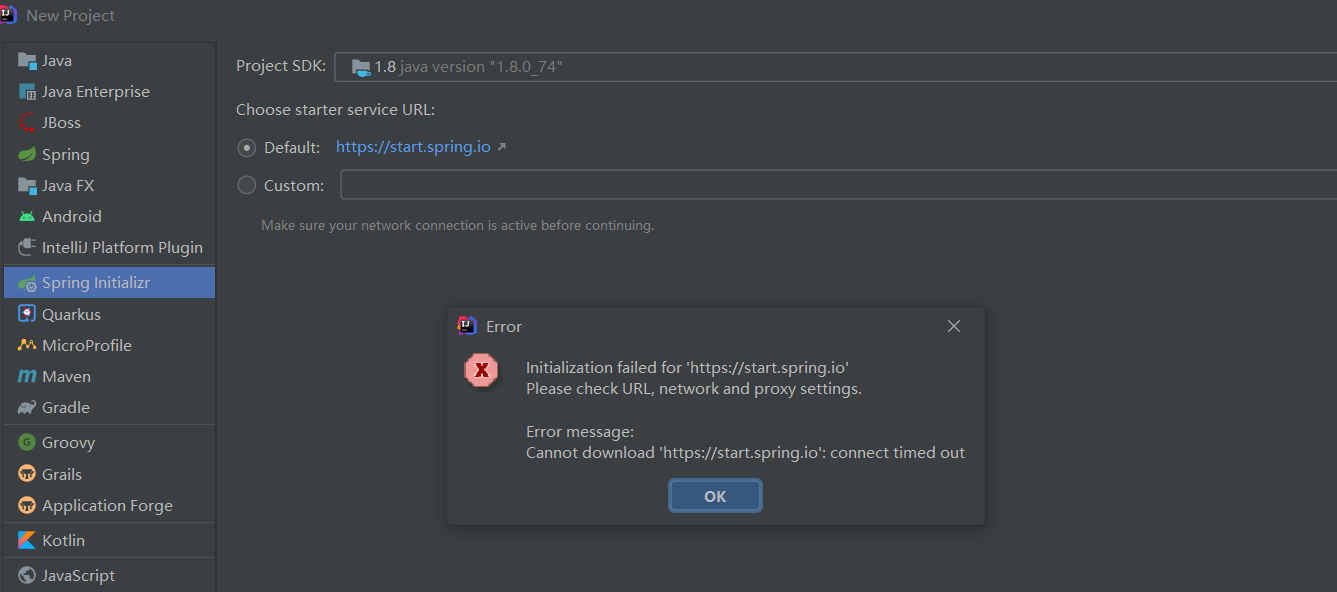 New Project
Java
Java Enterprise
JBoss
Spring
Java FX
Android
IntelliJ Platform Plugin
Spring Initializr
Quarkus
MicroProfile
Maven
Gradle
Groovy
Grails
Application Forge
Kotlin
JavaScript
Project SDK: 1.8 java version "1.8.0_74"
Choose starter service URL:
Default: https://start.spring.io
Custom:
Make sure your network connection is active before continuing.
Error
Initialization failed for 'https://start.spring.io'
Please check URL, network and proxy settings.
Error message:
Cannot download 'https://start.spring.io': connect timed out
OK